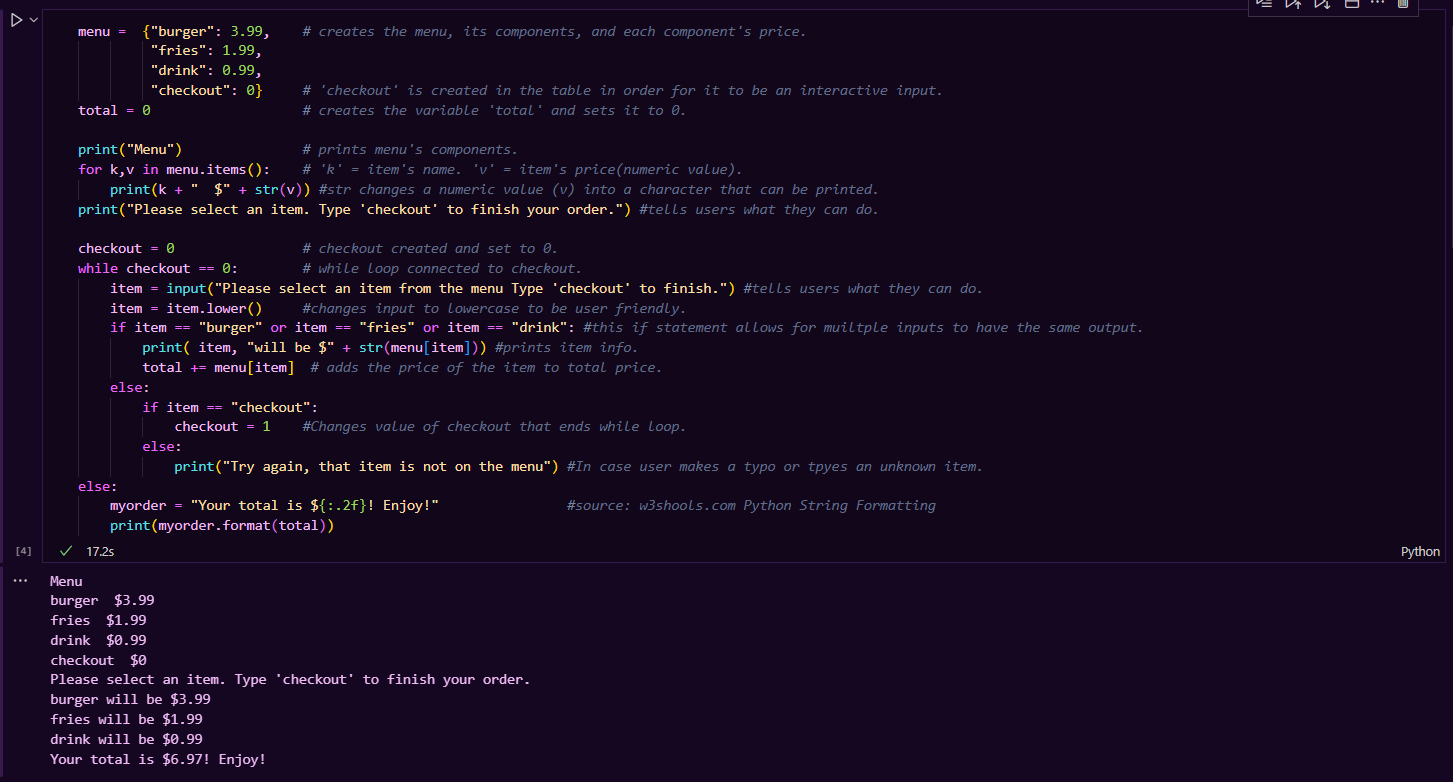 menu =  {"burger": 3.99,    # creates the menu, its components, and each component's price.
         "fries": 1.99,
         "drink": 0.99,
         "checkout": 0}     # 'checkout' is created in the table in order for it to be an interactive input.
total = 0                   # creates the variable 'total' and sets it to 0.

print("Menu")               # prints menu's components.
for k,v in menu.items():    # 'k' = item's name. 'v' = item's price(numeric value).
    print(k + "  $" + str(v)) #str changes a numeric value (v) into a character that can be printed.
print("Please select an item. Type 'checkout' to finish your order.") #tells users what they can do.

checkout = 0                # checkout created and set to 0.
while checkout == 0:        # while loop connected to checkout.
    item = input("Please select an item from the menu Type 'checkout' to finish.") #tells users what they can do.
    item = item.lower()     #changes input to lowercase to be user friendly.
    if item == "burger" or item == "fries" or item == "drink": #this if statement allows for muiltple inputs to have the same output.
        print( item, "will be $" + str(menu[item])) #prints item info.
        total += menu[item]  # adds the price of the item to total price.
    else:
        if item == "checkout":
            checkout = 1    #Changes value of checkout that ends while loop.
        else:
            print("Try again, that item is not on the menu") #In case user makes a typo or tpyes an unknown item.
else:
    myorder = "Your total is ${:.2f}! Enjoy!"                #source: w3shools.com Python String Formatting
    print(myorder.format(total))
[4] 17.2s Python
Menu
burger  $3.99
fries  $1.99
drink  $0.99
checkout  $0
Please select an item. Type 'checkout' to finish your order.
burger will be $3.99
fries will be $1.99
drink will be $0.99
Your total is $6.97! Enjoy!